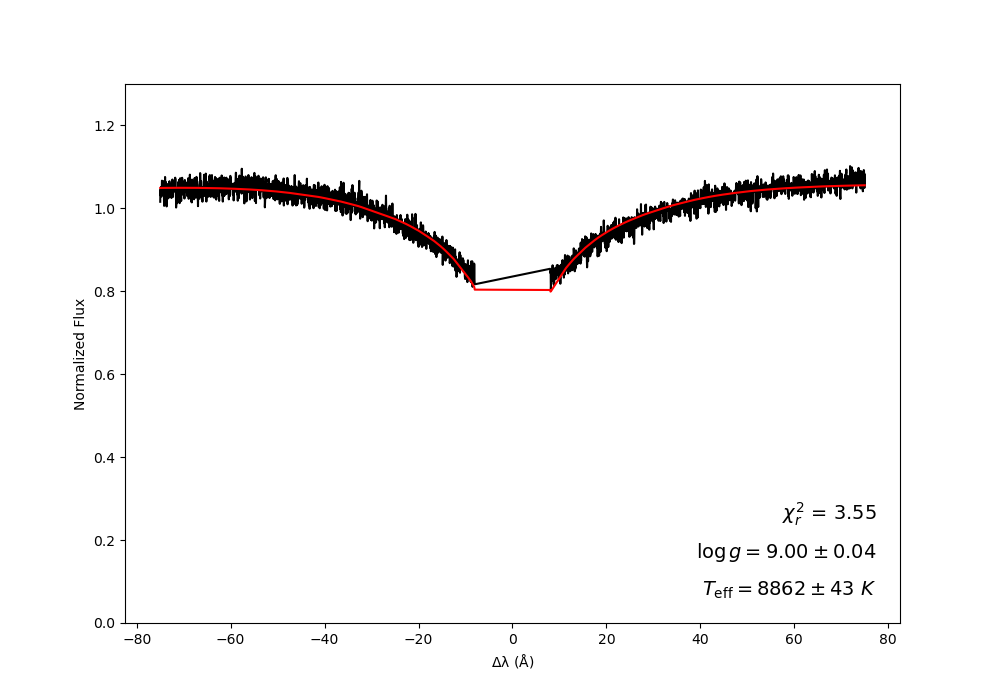 1.2
1.0
0.8
0.6
0.4
0.2
0.0
Normalized Flux
χ²ᵣ = 3.55
log g = 9.00 ± 0.04
T_eff = 8862 ± 43 K
−80 −60 −40 −20 0 20 40 60 80
Δλ (Å)